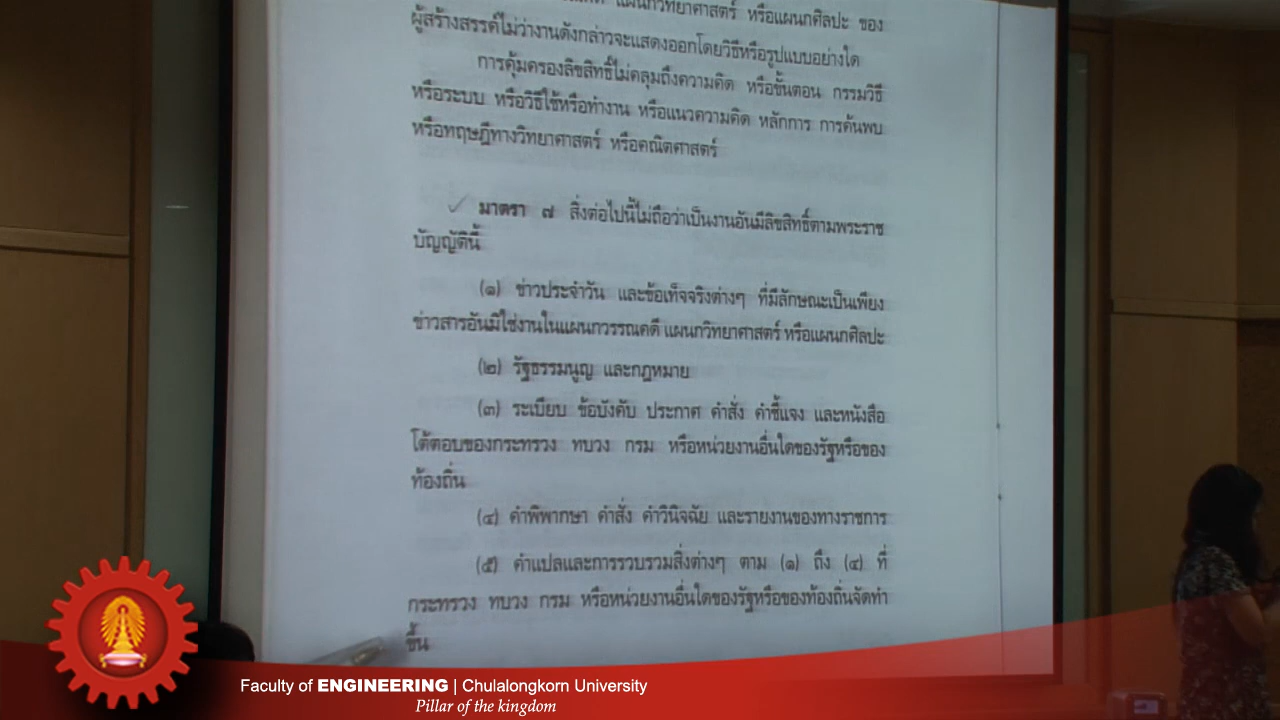 แผนกวิทยาศาสตร์ หรือแผนกศิลปะ ของ
ผู้สร้างสรรค์ไม่ว่างานดังกล่าวจะแสดงออกโดยวิธีหรือรูปแบบอย่างใด
การคุ้มครองลิขสิทธิ์ไม่คลุมถึงความคิด หรือขั้นตอน กรรมวิธี
หรือระบบ หรือวิธีใช้หรือทำงาน หรือแนวความคิด หลักการ การค้นพบ
หรือทฤษฎีทางวิทยาศาสตร์ หรือคณิตศาสตร์
มาตรา ๗ สิ่งต่อไปนี้ไม่ถือว่าเป็นงานอันมีลิขสิทธิ์ตามพระราช
บัญญัตินี้
(๑) ข่าวประจำวัน และข้อเท็จจริงต่างๆ ที่มีลักษณะเป็นเพียง
ข่าวสารอันมิใช่งานในแผนกวรรณคดี แผนกวิทยาศาสตร์ หรือแผนกศิลปะ
(๒) รัฐธรรมนูญ และกฎหมาย
(๓) ระเบียบ ข้อบังคับ ประกาศ คำสั่ง คำชี้แจง และหนังสือ
โต้ตอบของกระทรวง ทบวง กรม หรือหน่วยงานอื่นใดของรัฐหรือของ
ท้องถิ่น
(๔) คำพิพากษา คำสั่ง คำวินิจฉัย และรายงานของทางราชการ
(๕) คำแปลและการรวบรวมสิ่งต่างๆ ตาม (๑) ถึง (๔) ที่
กระทรวง ทบวง กรม หรือหน่วยงานอื่นใดของรัฐหรือของท้องถิ่นจัดทำ
ขึ้น
Faculty of ENGINEERING | Chulalongkorn University
Pillar of the kingdom